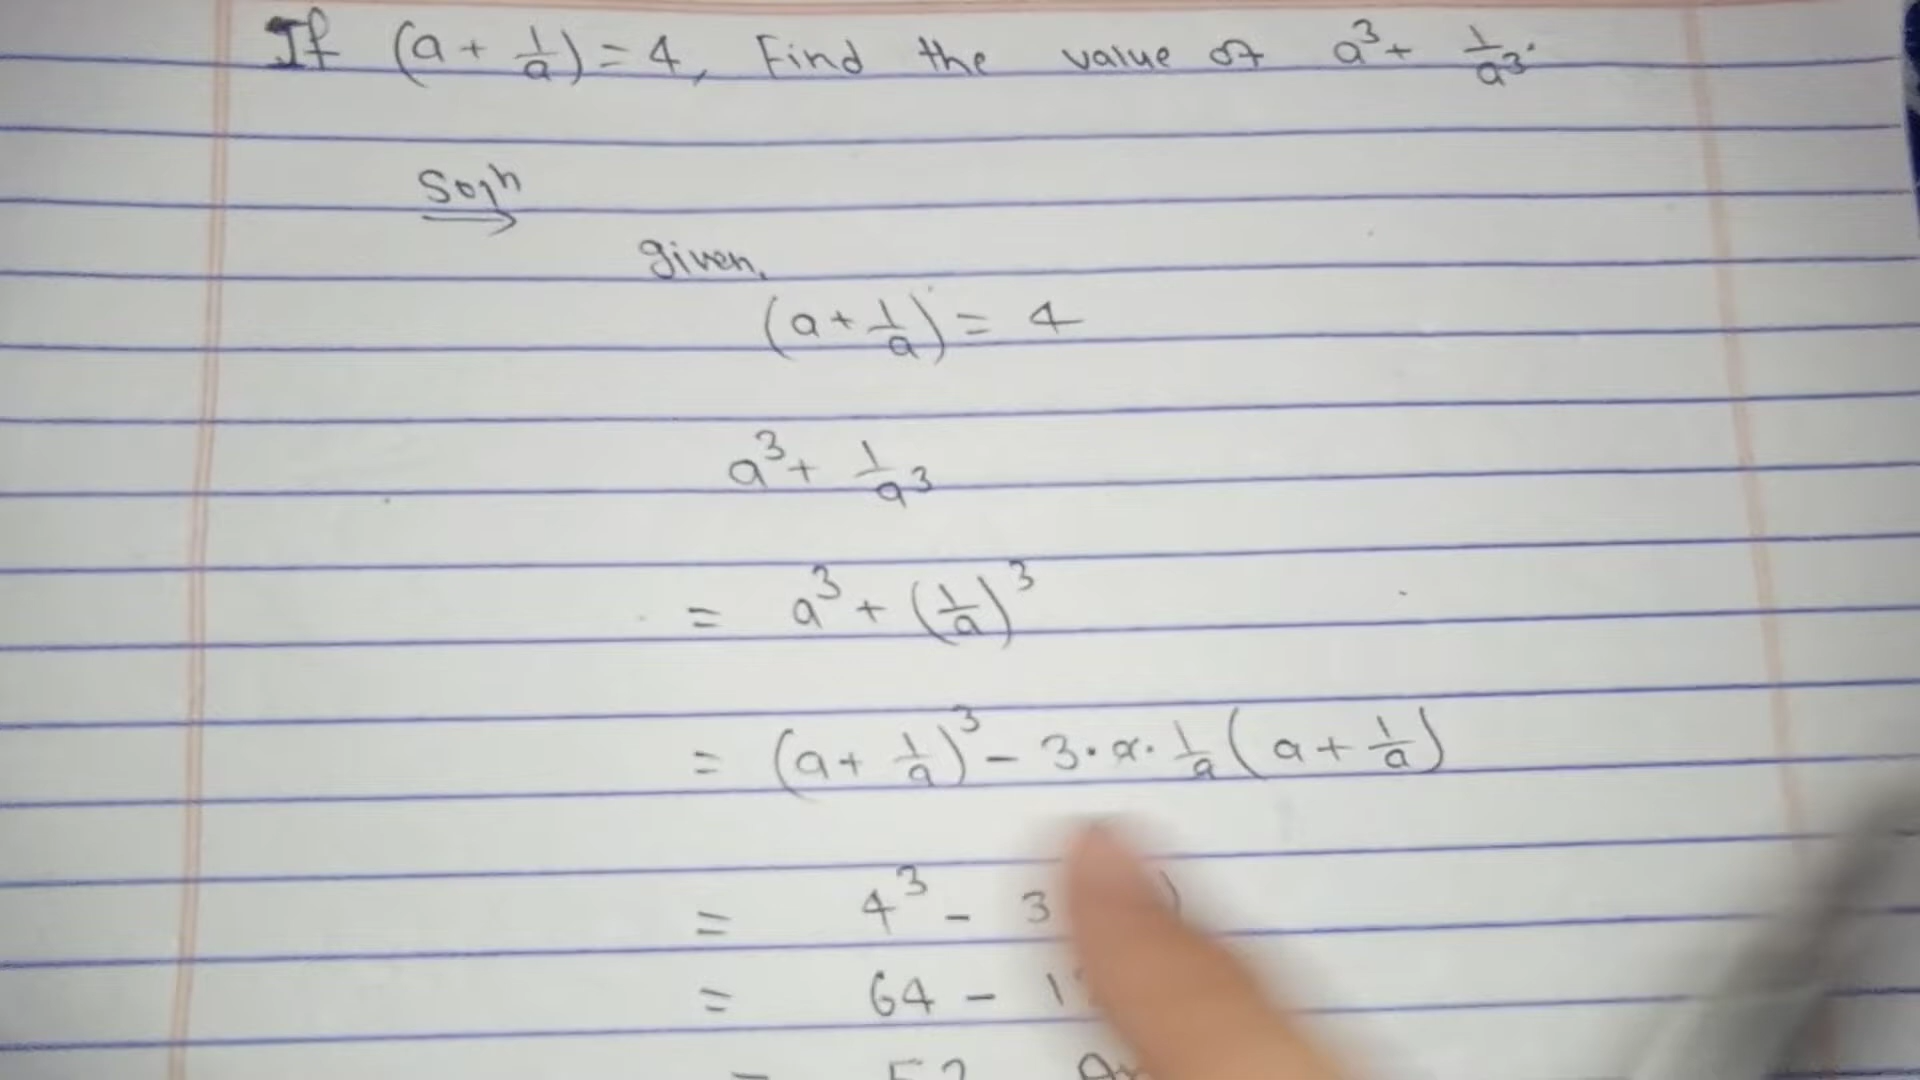 If (a + 1/a) = 4, Find the value of a³ + 1/a³.
Solⁿ
given,
(a + 1/a) = 4
a³ + 1/a³
= a³ + (1/a)³
= (a + 1/a)³ - 3·a·1/a (a + 1/a)
= 4³ - 3
= 64 - 1
=